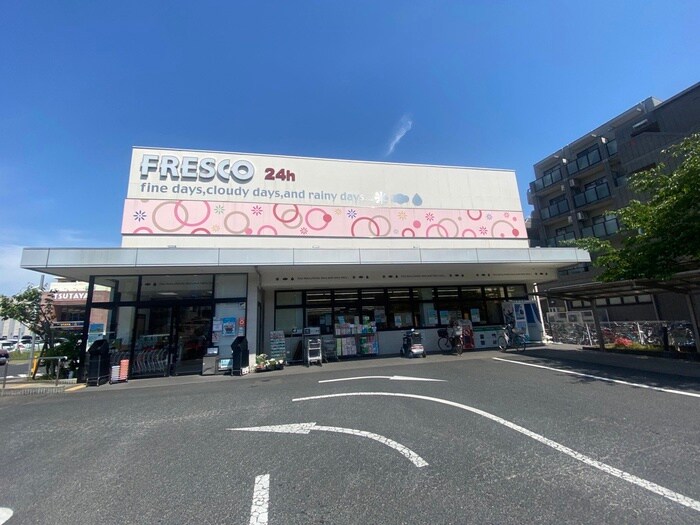 FRESCO 24h
fine days,cloudy days,and rainy days
TSUTAYA